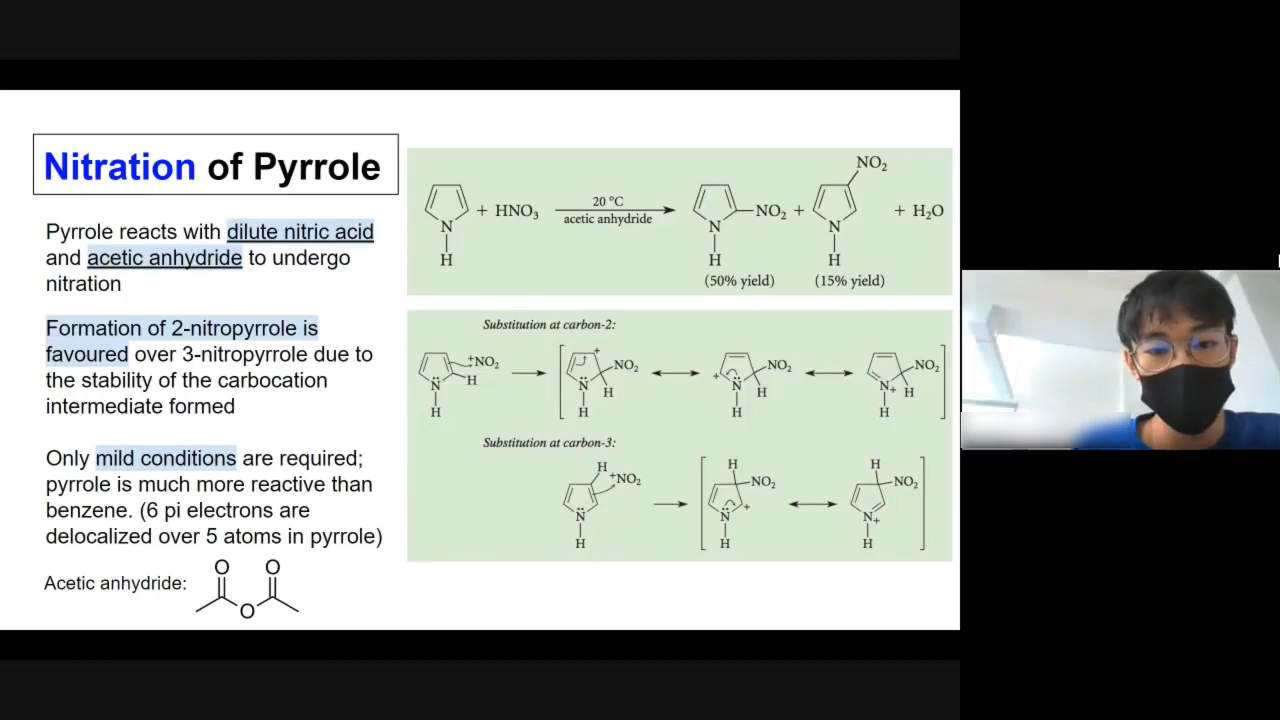 Nitration of Pyrrole
Pyrrole reacts with dilute nitric acid
and acetic anhydride to undergo
nitration
Formation of 2-nitropyrrole is
favoured over 3-nitropyrrole due to
the stability of the carbocation
intermediate formed
Only mild conditions are required;
pyrrole is much more reactive than
benzene. (6 pi electrons are
delocalized over 5 atoms in pyrrole)
Acetic anhydride:
O O
O
NO₂
20 °C
N + HNO₃ acetic anhydride N NO₂ + N + H₂O
H H H
(50% yield) (15% yield)
Substitution at carbon-2:
+
+NO₂ NO₂ NO₂ NO₂
H + 
N N H N H N+ H
H H H H
Substitution at carbon-3:
H H H
+NO₂ NO₂ NO₂
N N + N+
H H H